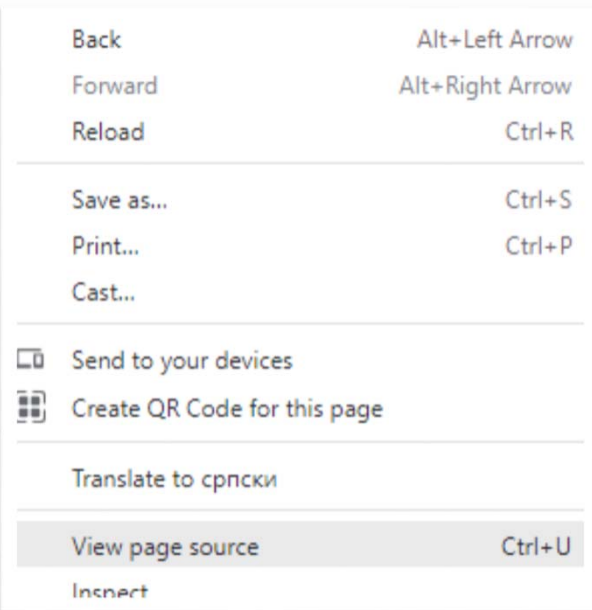 Back Alt+Left Arrow
Forward Alt+Right Arrow
Reload Ctrl+R
Save as... Ctrl+S
Print... Ctrl+P
Cast...
Send to your devices
Create QR Code for this page
Translate to српски
View page source Ctrl+U
Inspect